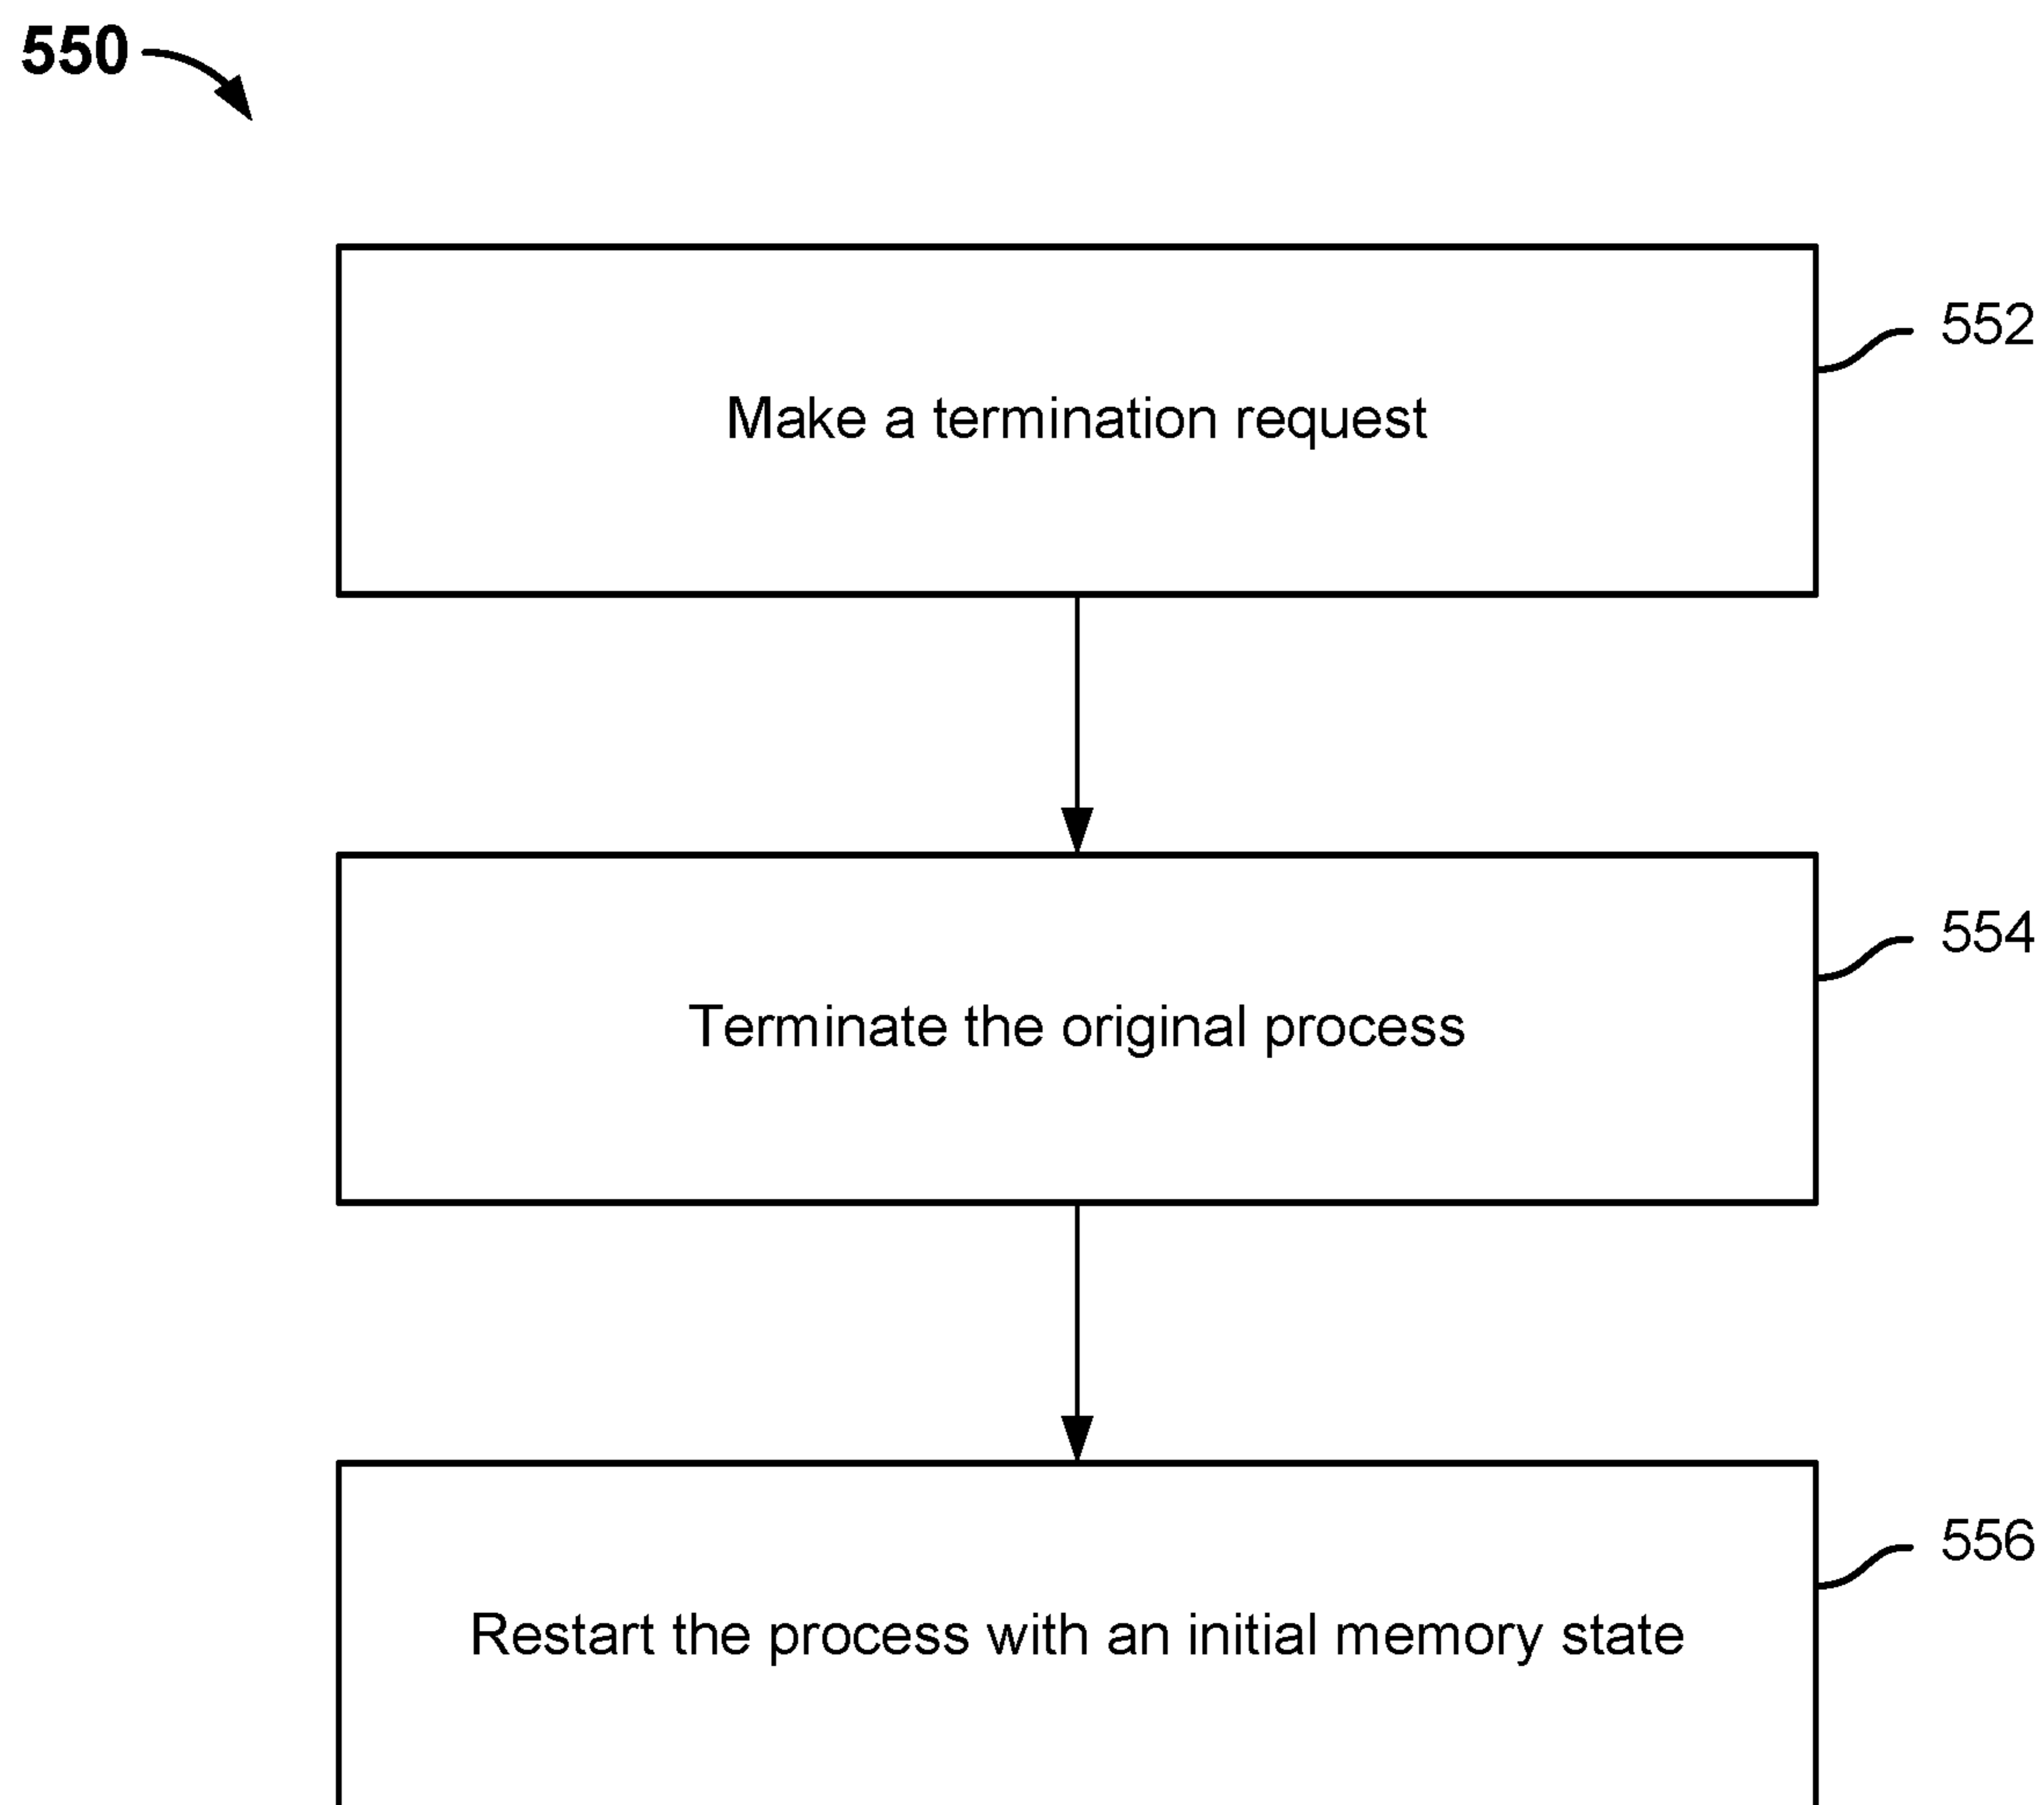 550
552
Make a termination request
554
Terminate the original process
556
Restart the process with an initial memory state